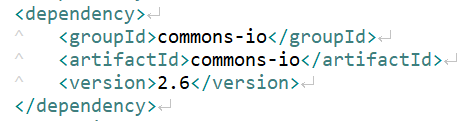 <dependency>
<groupId>commons-io</groupId>
<artifactId>commons-io</artifactId>
<version>2.6</version>
</dependency>